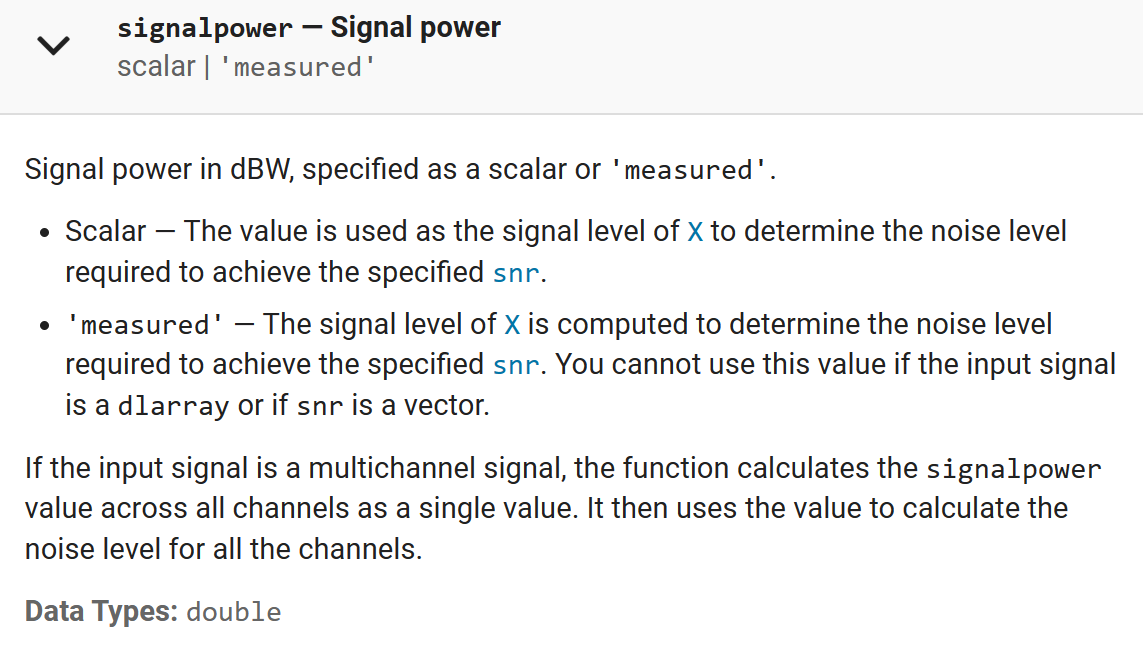 signalpower — Signal power
scalar | 'measured'
Signal power in dBW, specified as a scalar or 'measured'.
• Scalar — The value is used as the signal level of X to determine the noise level
required to achieve the specified snr.
• 'measured' — The signal level of X is computed to determine the noise level
required to achieve the specified snr. You cannot use this value if the input signal
is a dlarray or if snr is a vector.
If the input signal is a multichannel signal, the function calculates the signalpower
value across all channels as a single value. It then uses the value to calculate the
noise level for all the channels.
Data Types: double